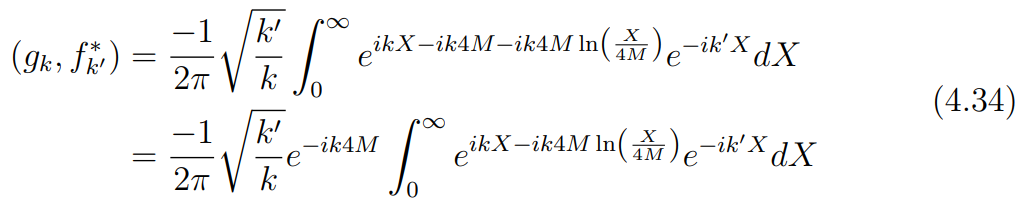 $(g_k, f^*_{k'}) = \frac{-1}{2\pi} \sqrt{\frac{k'}{k}} \int_0^\infty e^{ikX - ik4M - ik4M \ln\left(\frac{X}{4M}\right)} e^{-ik'X} dX$
$= \frac{-1}{2\pi} \sqrt{\frac{k'}{k}} e^{-ik4M} \int_0^\infty e^{ikX - ik4M \ln\left(\frac{X}{4M}\right)} e^{-ik'X} dX$
(4.34)